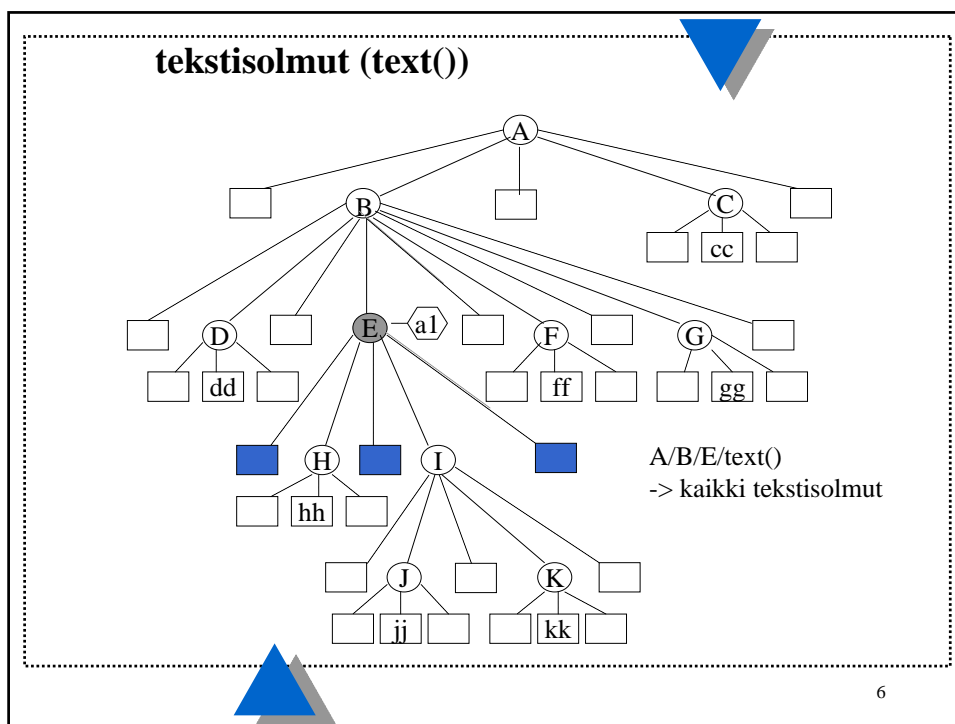 tekstisolmut (text())
A
B
C
cc
D
E
a1
F
G
dd
ff
gg
H
I
A/B/E/text()
-> kaikki tekstisolmut
hh
J
K
jj
kk
6